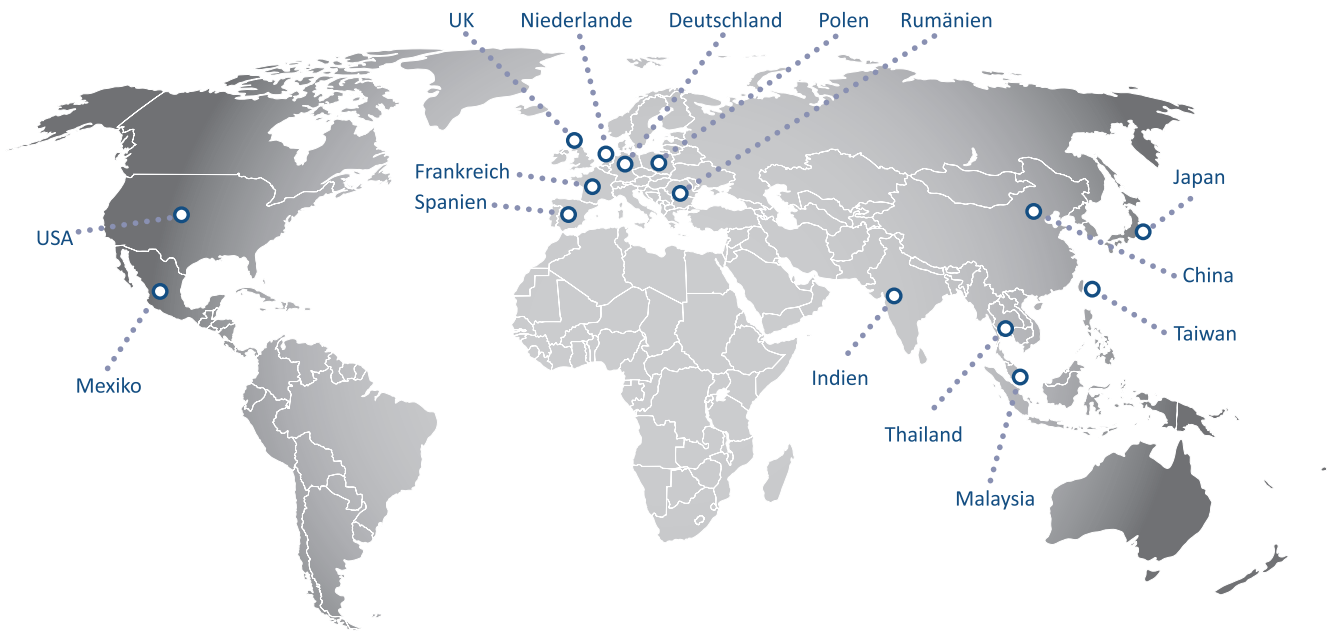 UK
Niederlande
Deutschland
Polen
Rumänien
Frankreich
Spanien
Japan
USA
China
Taiwan
Mexiko
Indien
Thailand
Malaysia